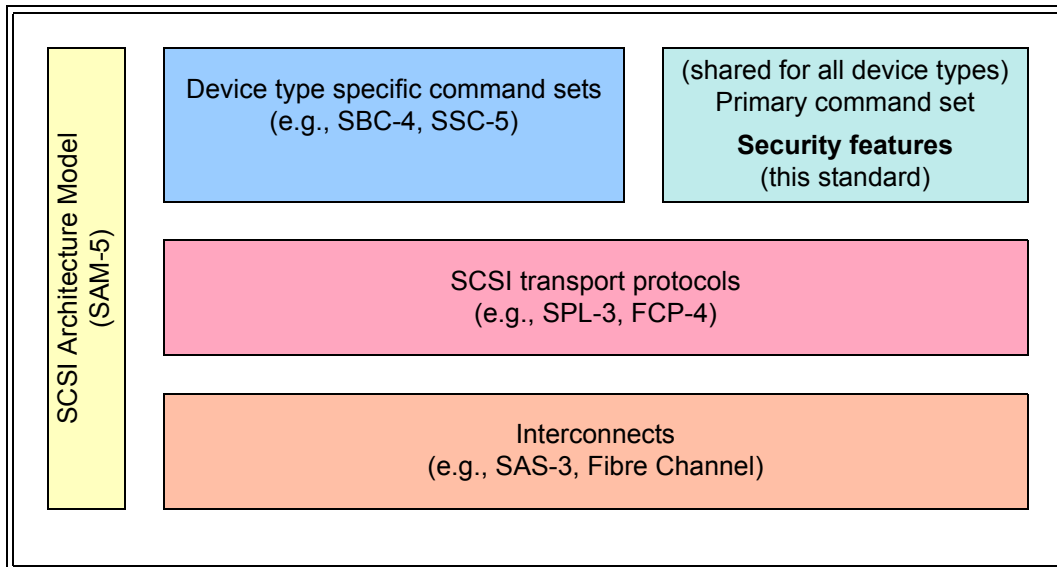 SCSI Architecture Model
(SAM-5)
Device type specific command sets
(e.g., SBC-4, SSC-5)
(shared for all device types)
Primary command set
Security features
(this standard)
SCSI transport protocols
(e.g., SPL-3, FCP-4)
Interconnects
(e.g., SAS-3, Fibre Channel)